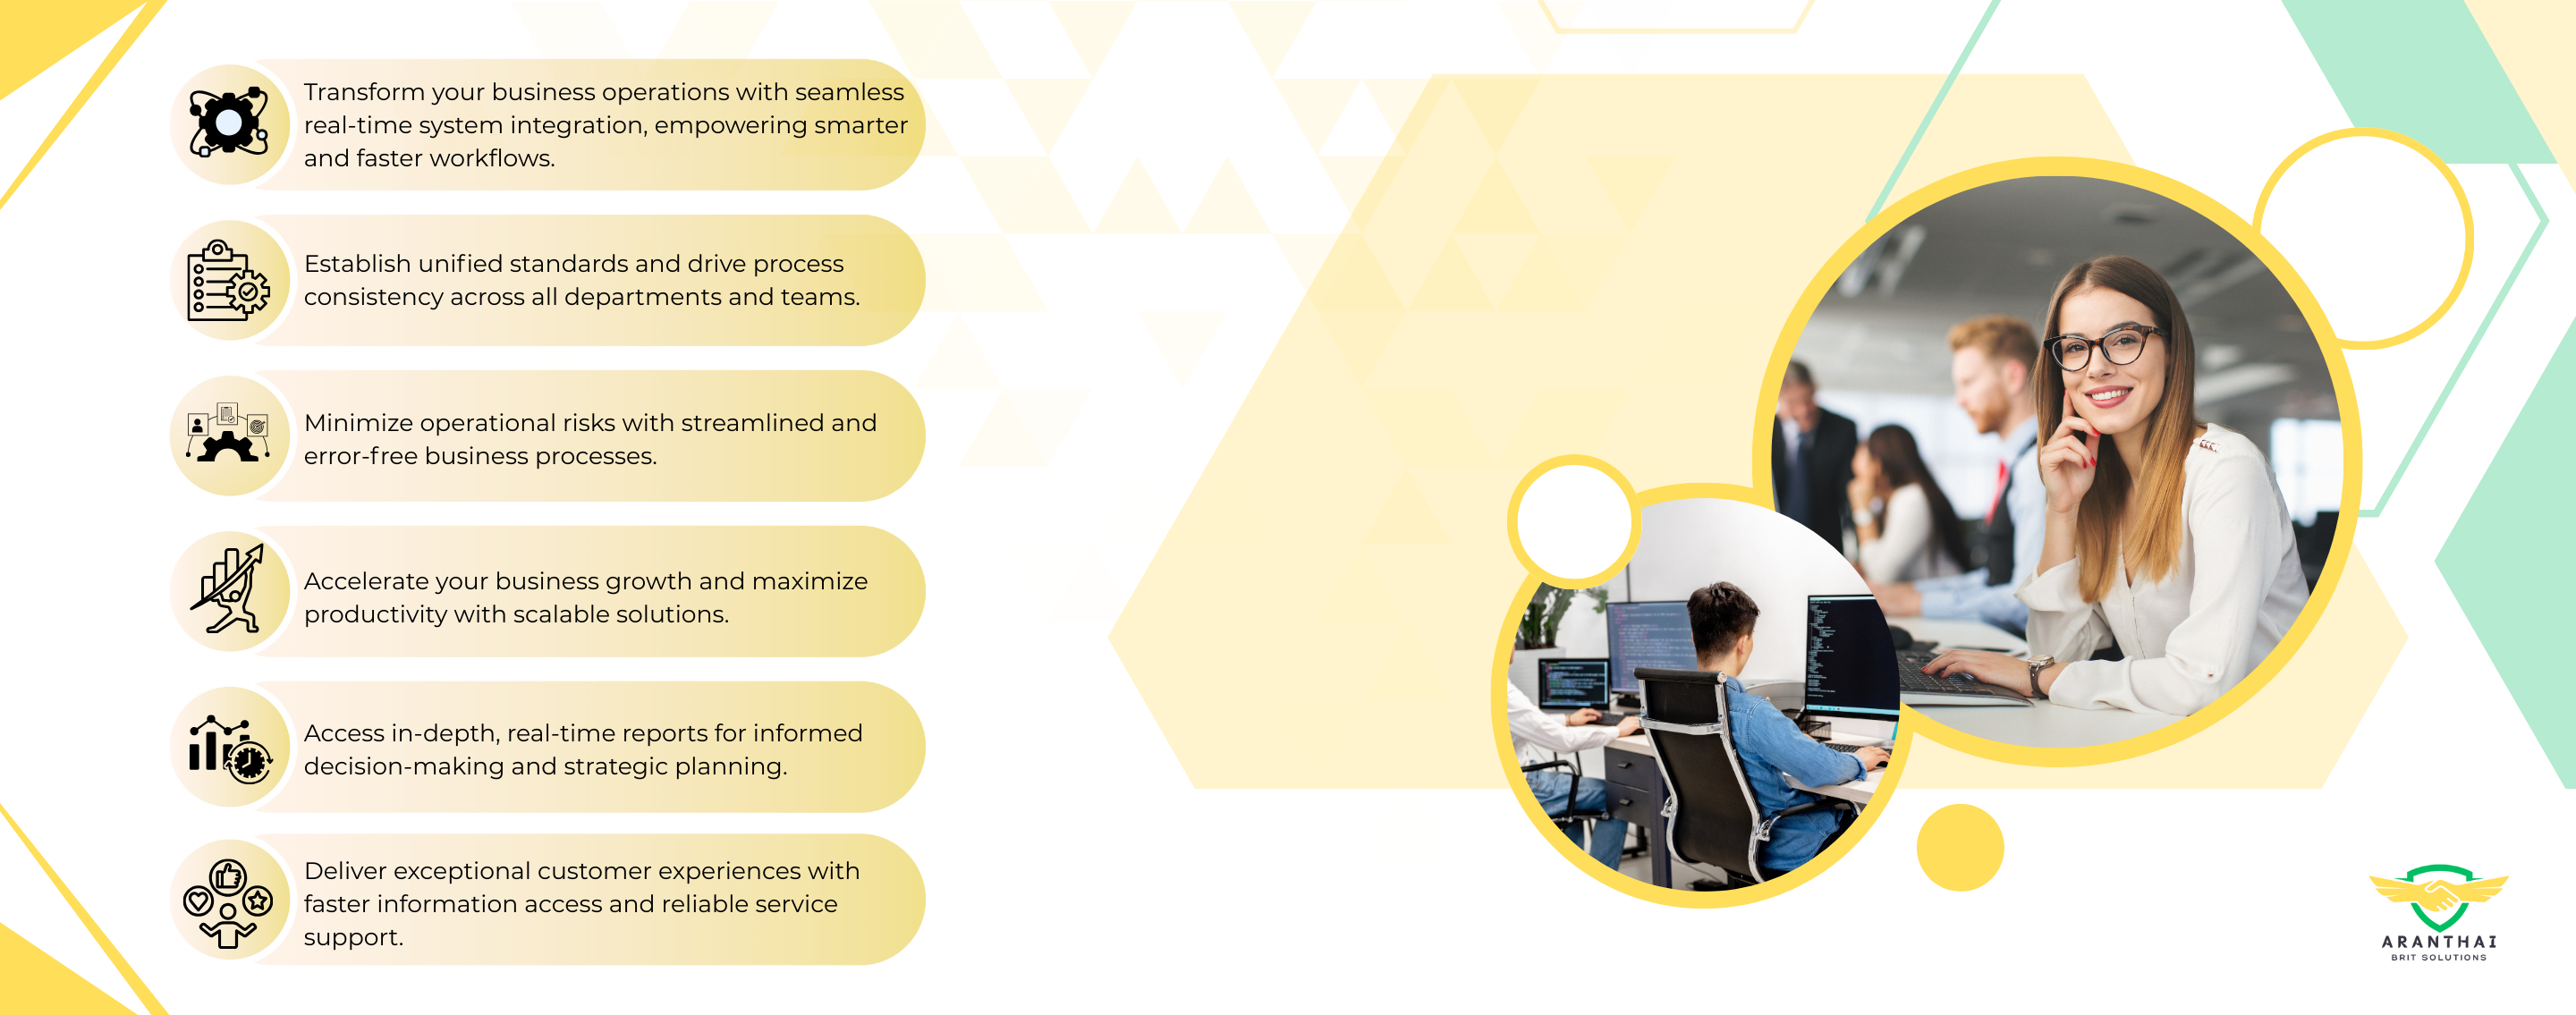 Transform your business operations with seamless
real-time system integration, empowering smarter
and faster workflows.
Establish unified standards and drive process
consistency across all departments and teams.
Minimize operational risks with streamlined and
error-free business processes.
Accelerate your business growth and maximize
productivity with scalable solutions.
Access in-depth, real-time reports for informed
decision-making and strategic planning.
Deliver exceptional customer experiences with
faster information access and reliable service
support.
ARANTHAI
BRIT SOLUTIONS